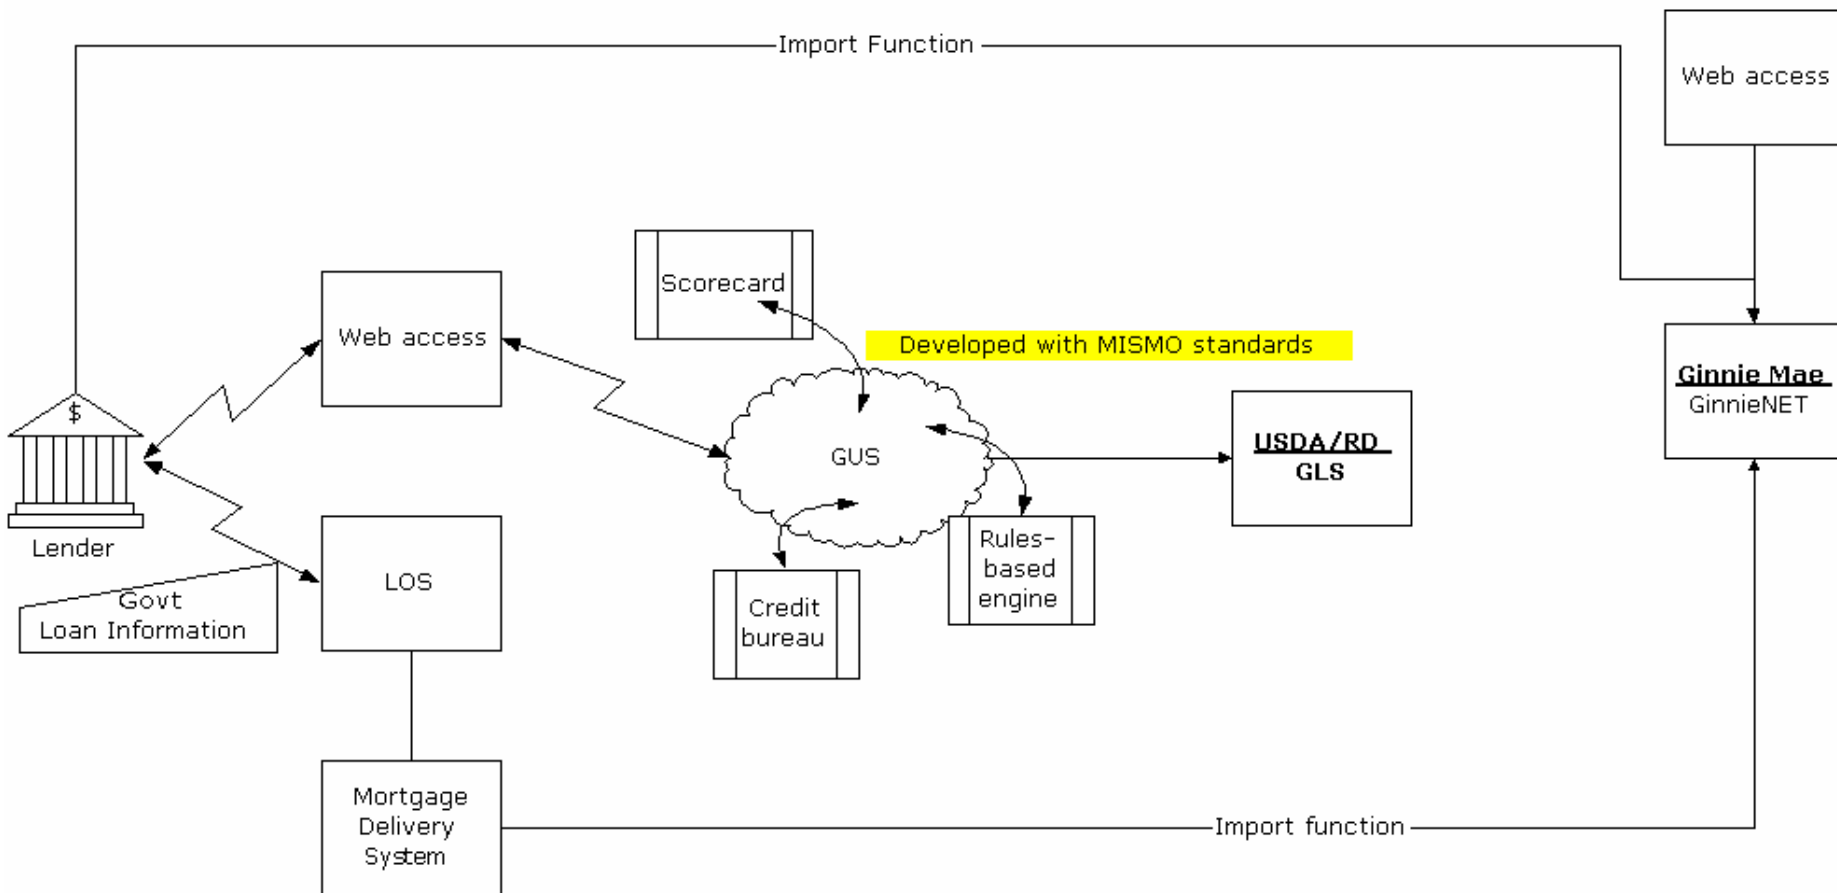 Import Function
Web access
Scorecard
Web access
Developed with MISMO standards
Ginnie Mae
GinnieNET
$
GUS
USDA/RD
GLS
Lender
Govt
Loan Information
LOS
Rules-
based
engine
Credit
bureau
Mortgage
Delivery
System
Import function